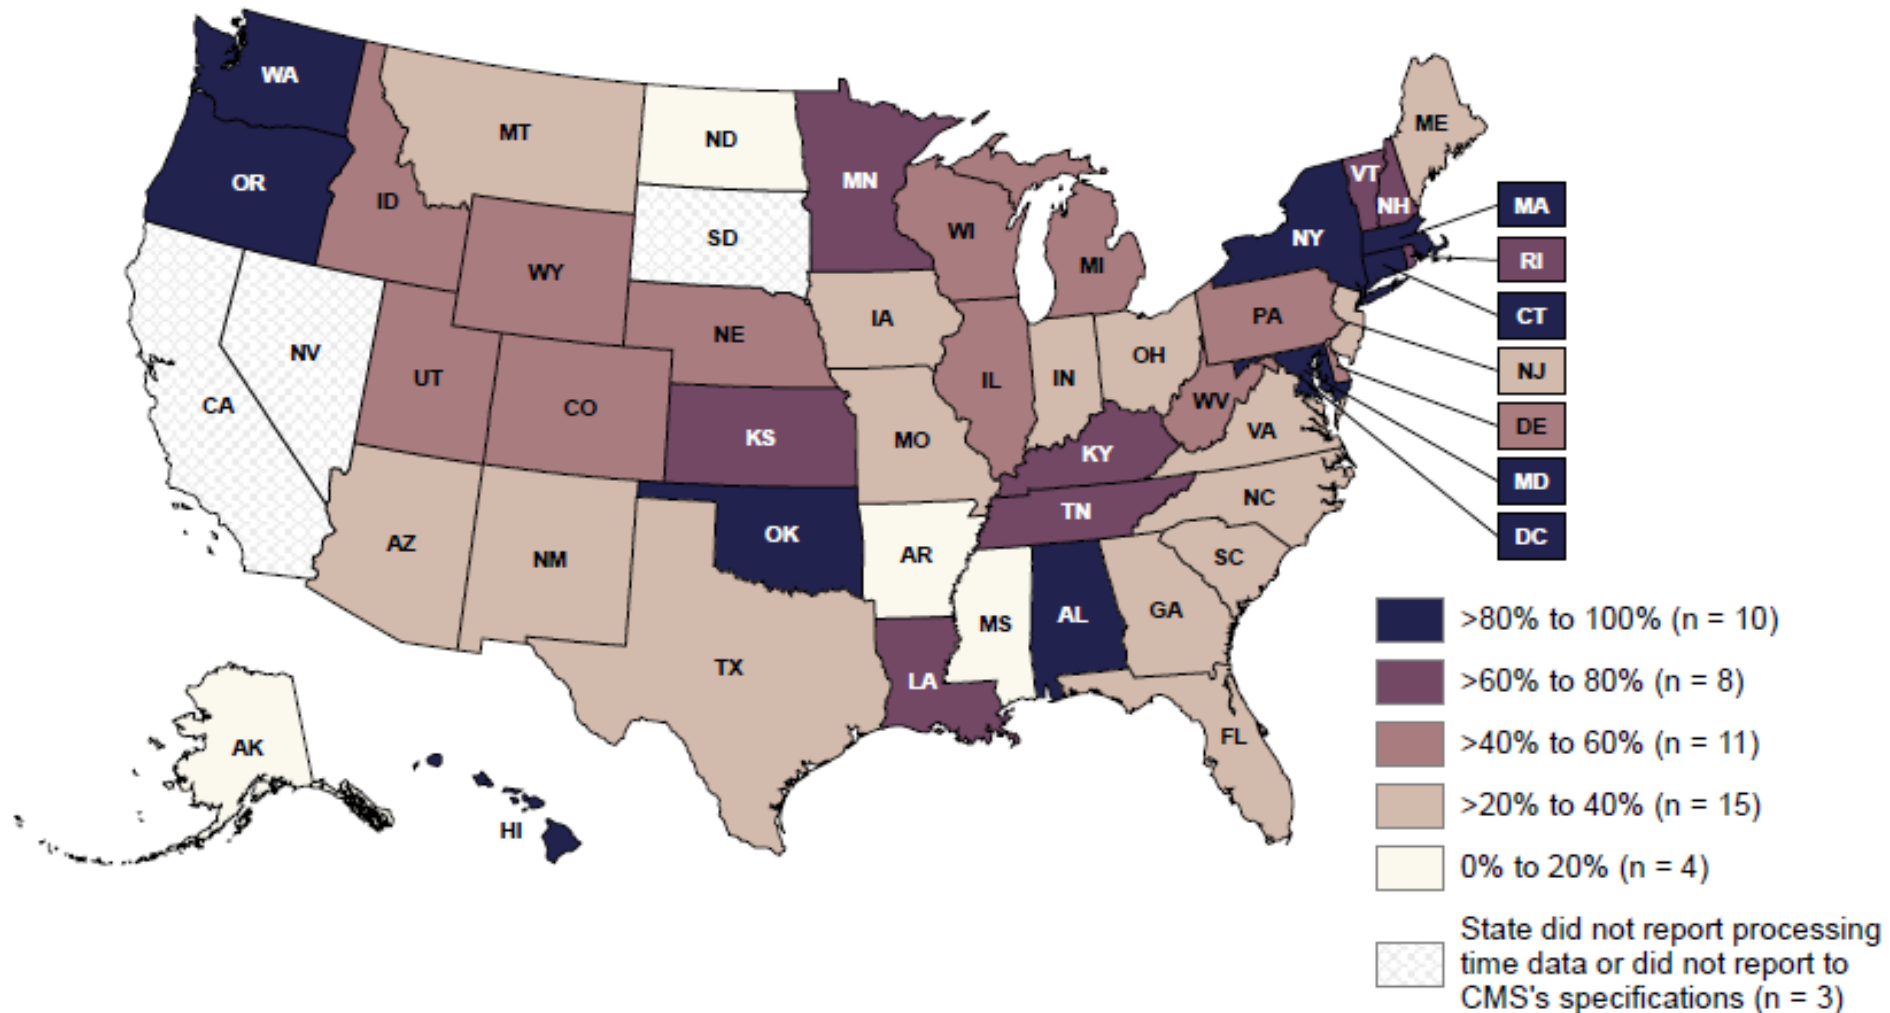 WA
MT
ND
ME
MN
VT
OR
ID
NH
MA
WI
SD
NY
RI
MI
WY
CT
PA
IA
NE
NV
OH
NJ
UT
IN
IL
CO
CA
WV
DE
VA
KS
MO
KY
MD
NC
TN
OK
DC
AZ
AR
SC
NM
GA
AL
MS
>80% to 100% (n = 10)
TX
LA
>60% to 80% (n = 8)
FL
AK
>40% to 60% (n = 11)
>20% to 40% (n = 15)
HI
0% to 20% (n = 4)
State did not report processing
time data or did not report to
CMS's specifications (n = 3)